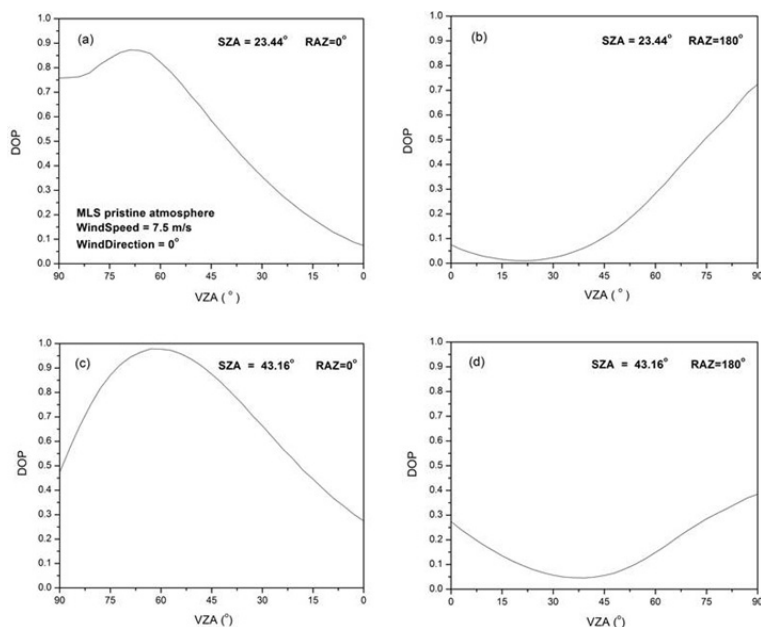 (a)
SZA = 23.44° RAZ=0°
MLS pristine atmosphere
WindSpeed = 7.5 m/s
WindDirection = 0°
DOP
1.0
0.9
0.8
0.7
0.6
0.5
0.4
0.3
0.2
0.1
0.0
90 75 60 45 30 15 0
VZA (°)
(b)
SZA = 23.44° RAZ=180°
DOP
1.0
0.9
0.8
0.7
0.6
0.5
0.4
0.3
0.2
0.1
0.0
0 15 30 45 60 75 90
VZA (°)
(c)
SZA = 43.16° RAZ=0°
DOP
1.0
0.9
0.8
0.7
0.6
0.5
0.4
0.3
0.2
0.1
0.0
90 75 60 45 30 15 0
VZA (°)
(d)
SZA = 43.16° RAZ=180°
DOP
1.0
0.9
0.8
0.7
0.6
0.5
0.4
0.3
0.2
0.1
0.0
0 15 30 45 60 75 90
VZA (°)